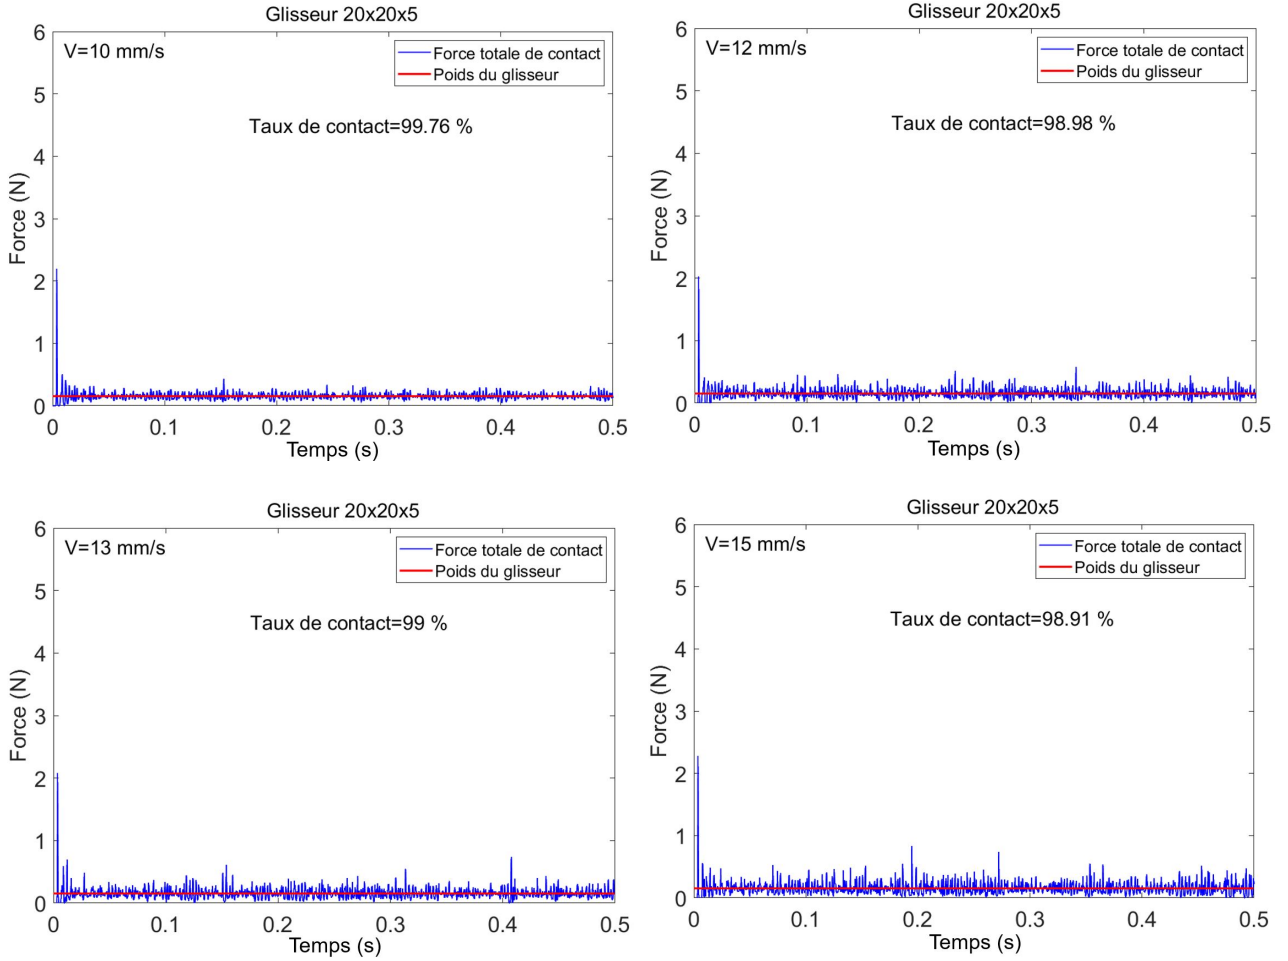 Glisseur 20x20x5
V=10 mm/s
Force totale de contact
Poids du glisseur
Taux de contact=99.76 %
Force (N)
6
5
4
3
2
1
0
0
0.1
0.2
0.3
0.4
0.5
Temps (s)
Glisseur 20x20x5
V=12 mm/s
Force totale de contact
Poids du glisseur
Taux de contact=98.98 %
Force (N)
6
5
4
3
2
1
0
0
0.1
0.2
0.3
0.4
0.5
Temps (s)
Glisseur 20x20x5
V=13 mm/s
Force totale de contact
Poids du glisseur
Taux de contact=99 %
Force (N)
6
5
4
3
2
1
0
0
0.1
0.2
0.3
0.4
0.5
Temps (s)
Glisseur 20x20x5
V=15 mm/s
Force totale de contact
Poids du glisseur
Taux de contact=98.91 %
Force (N)
6
5
4
3
2
1
0
0
0.1
0.2
0.3
0.4
0.5
Temps (s)